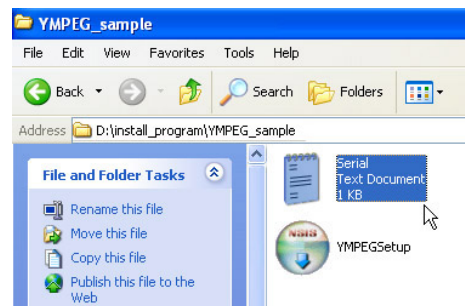 YMPEG_sample
File Edit View Favorites Tools Help
Back Search Folders
Address D:\install_program\YMPEG_sample
File and Folder Tasks
Rename this file
Move this file
Copy this file
Publish this file to the
Web
Serial
Text Document
1 KB
NSIS
YMPEGSetup